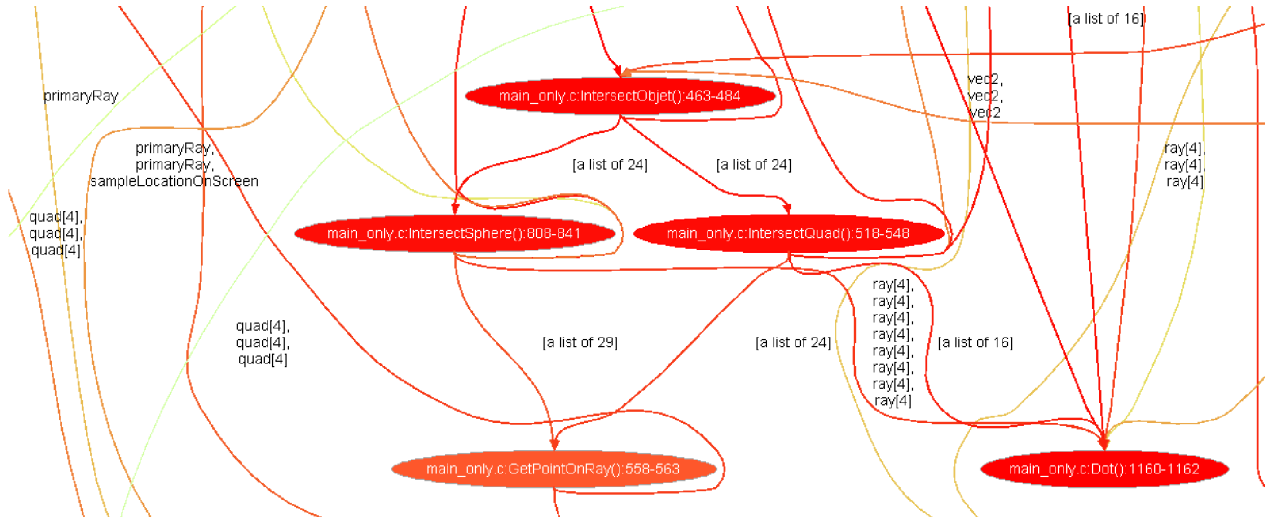 [a list of 16]
main_only.c:IntersectObjet():463-484
vec2,
vec2,
vec2
primaryRay
primaryRay,
primaryRay,
sampleLocationOnScreen
[a list of 24]
[a list of 24]
ray[4],
ray[4],
ray[4]
quad[4],
quad[4],
quad[4]
main_only.c:IntersectSphere():808-841
main_only.c:IntersectQuad():518-548
quad[4],
quad[4],
quad[4]
[a list of 29]
[a list of 24]
ray[4],
ray[4],
ray[4],
ray[4],
ray[4],
ray[4],
ray[4],
ray[4]
[a list of 16]
main_only.c:GetPointOnRay():558-563
main_only.c:Dot():1160-1162